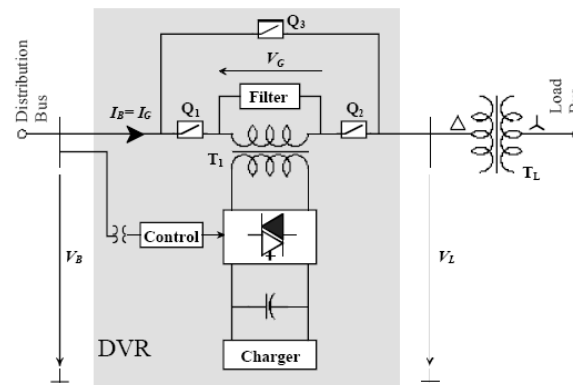 Distribution
Bus
Q3
VG
IB = IG
Q1
Filter
Q2
T1
Load
TL
Control
VB
VL
DVR
Charger